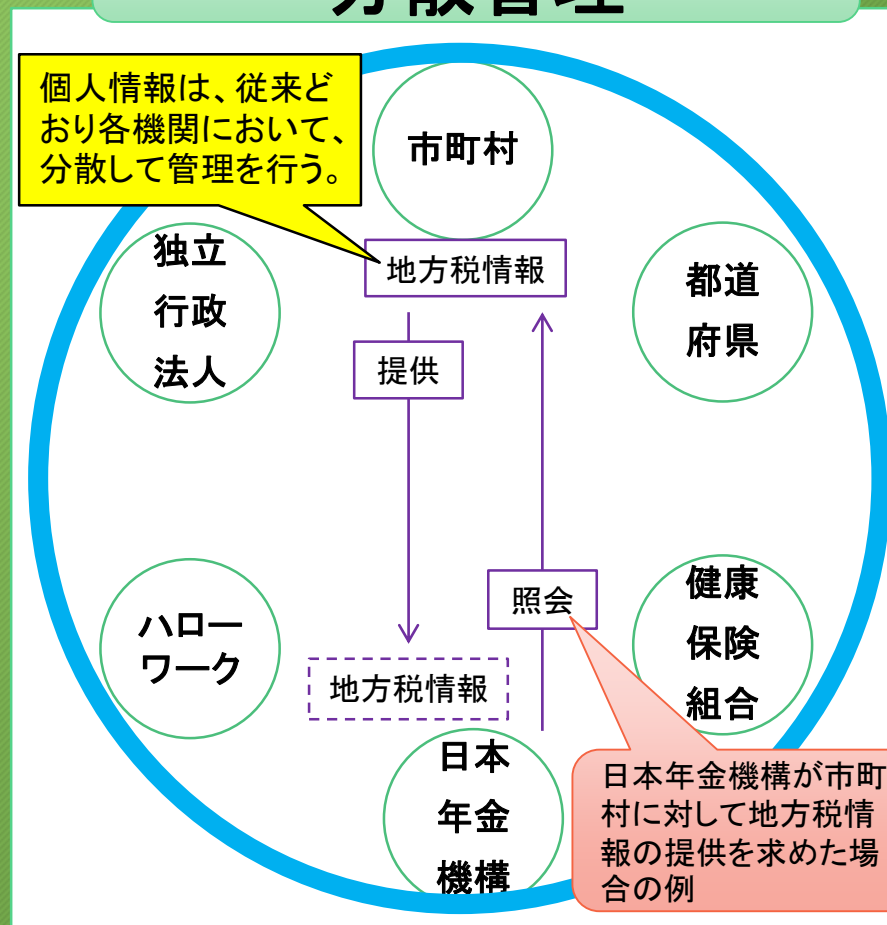 分散管理
個人情報は、従来ど
おり各機関において、
分散して管理を行う。
市町村
独立
行政
法人
地方税情報
都道
府県
提供
照会
ハロー
ワーク
健康
保険
組合
地方税情報
日本
年金
機構
日本年金機構が市町
村に対して地方税情
報の提供を求めた場
合の例